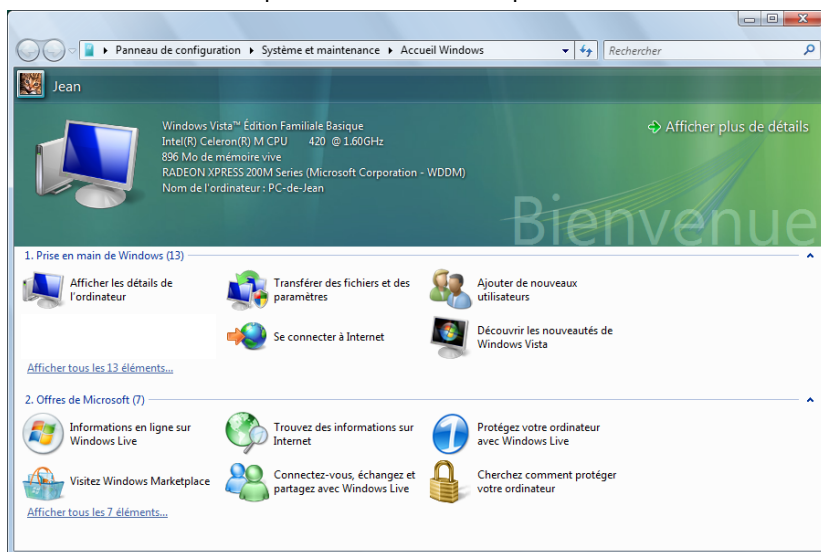 Panneau de configuration ▸ Système et maintenance ▸ Accueil Windows
Rechercher
Jean
Windows Vista™ Édition Familiale Basique
Intel(R) Celeron(R) M CPU 420 @ 1.60GHz
896 Mo de mémoire vive
RADEON XPRESS 200M Series (Microsoft Corporation - WDDM)
Nom de l'ordinateur : PC-de-Jean
Afficher plus de détails
Bienvenue
1. Prise en main de Windows (13)
Afficher les détails de
l'ordinateur
Transférer des fichiers et des
paramètres
Ajouter de nouveaux
utilisateurs
Se connecter à Internet
Découvrir les nouveautés de
Windows Vista
Afficher tous les 13 éléments...
2. Offres de Microsoft (7)
Informations en ligne sur
Windows Live
Trouvez des informations sur
Internet
Protégez votre ordinateur
avec Windows Live
Visitez Windows Marketplace
Connectez-vous, échangez et
partagez avec Windows Live
Cherchez comment protéger
votre ordinateur
Afficher tous les 7 éléments...